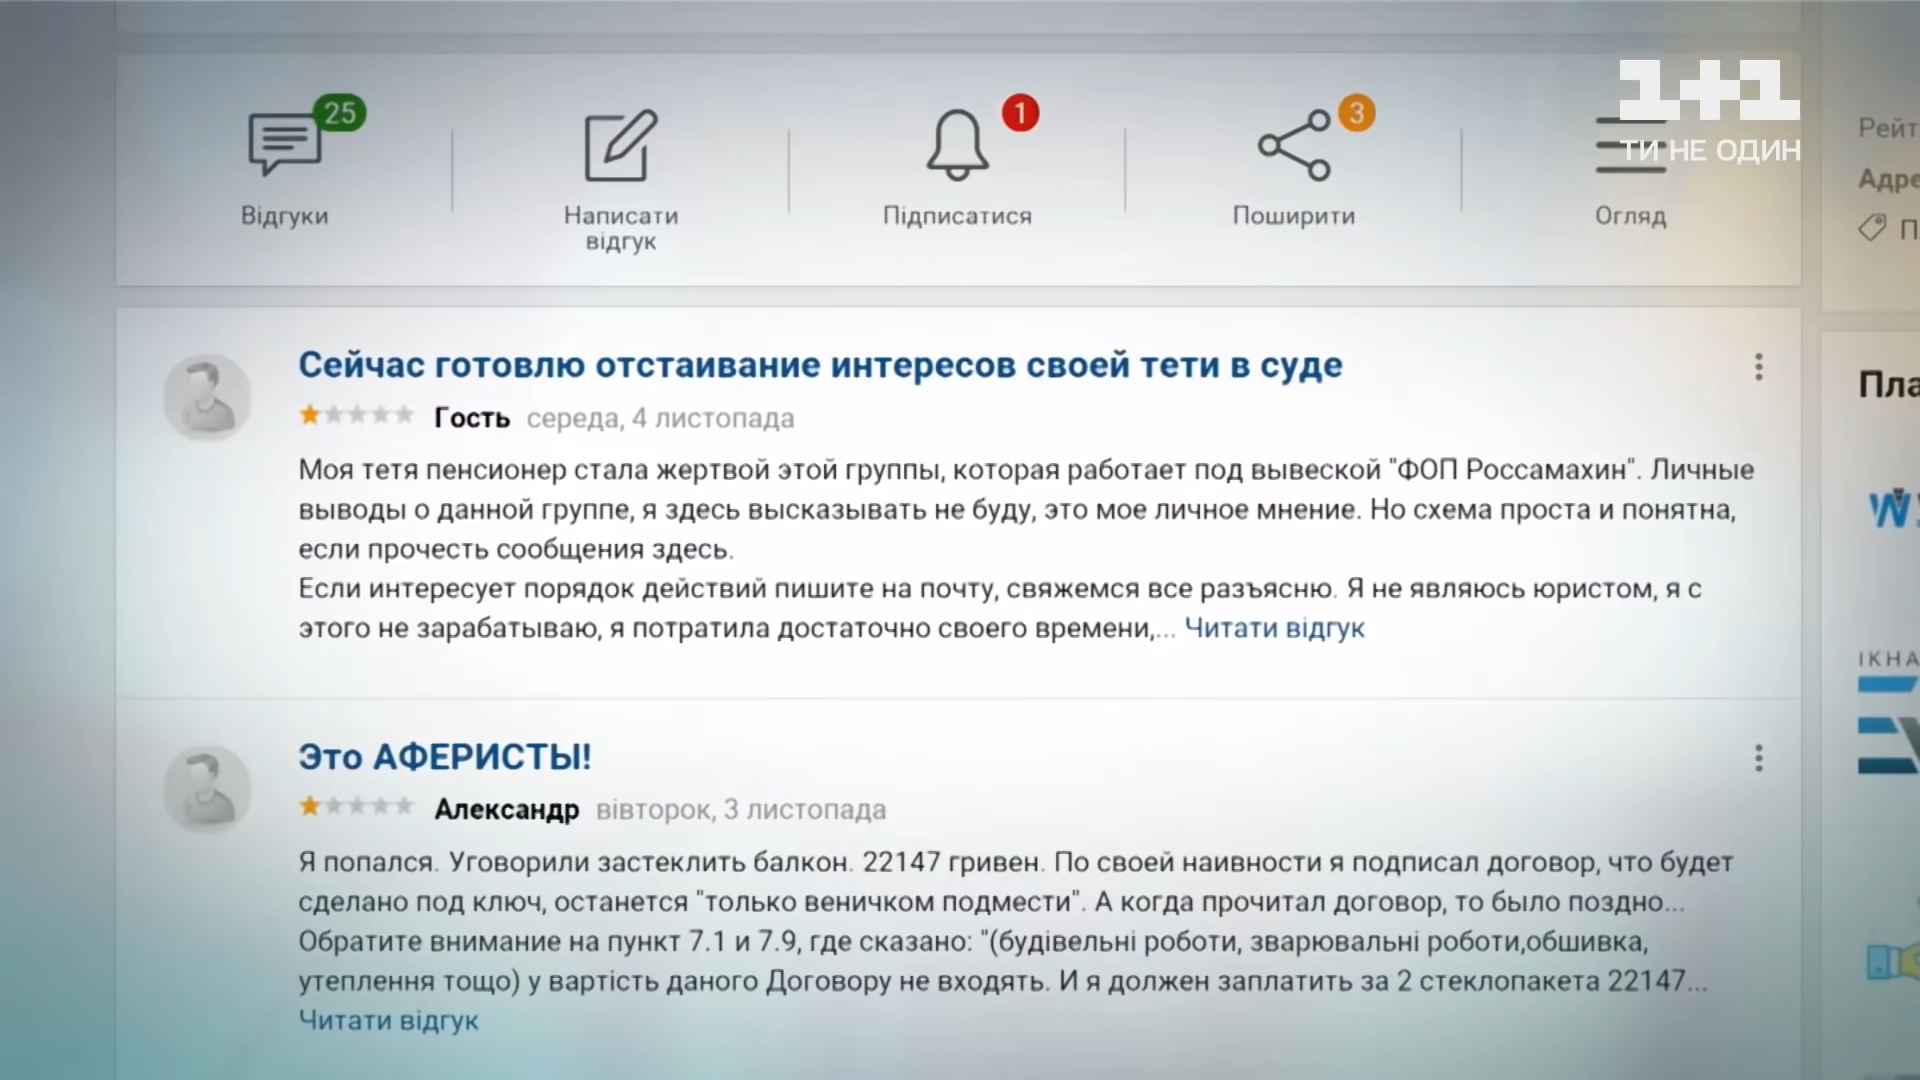 25
1
3
1+1
ТИ НЕ ОДИН
Відгуки
Написати
відгук
Підписатися
Поширити
Огляд
Сейчас готовлю отстаивание интересов своей тети в суде
Гость середа, 4 листопада
Моя тетя пенсионер стала жертвой этой группы, которая работает под вывеской "ФОП Россамахин". Личные
выводы о данной группе, я здесь высказывать не буду, это мое личное мнение. Но схема проста и понятна,
если прочесть сообщения здесь.
Если интересует порядок действий пишите на почту, свяжемся все разъясню. Я не являюсь юристом, я с
этого не зарабатываю, я потратила достаточно своего времени,... Читати відгук
Это АФЕРИСТЫ!
Александр вівторок, 3 листопада
Я попался. Уговорили застеклить балкон. 22147 гривен. По своей наивности я подписал договор, что будет
сделано под ключ, останется "только веничком подмести". А когда прочитал договор, то было поздно...
Обратите внимание на пункт 7.1 и 7.9, где сказано: "(будівельні роботи, зварювальні роботи,обшивка,
утеплення тощо) у вартість даного Договору не входять. И я должен заплатить за 2 стеклопакета 22147...
Читати відгук